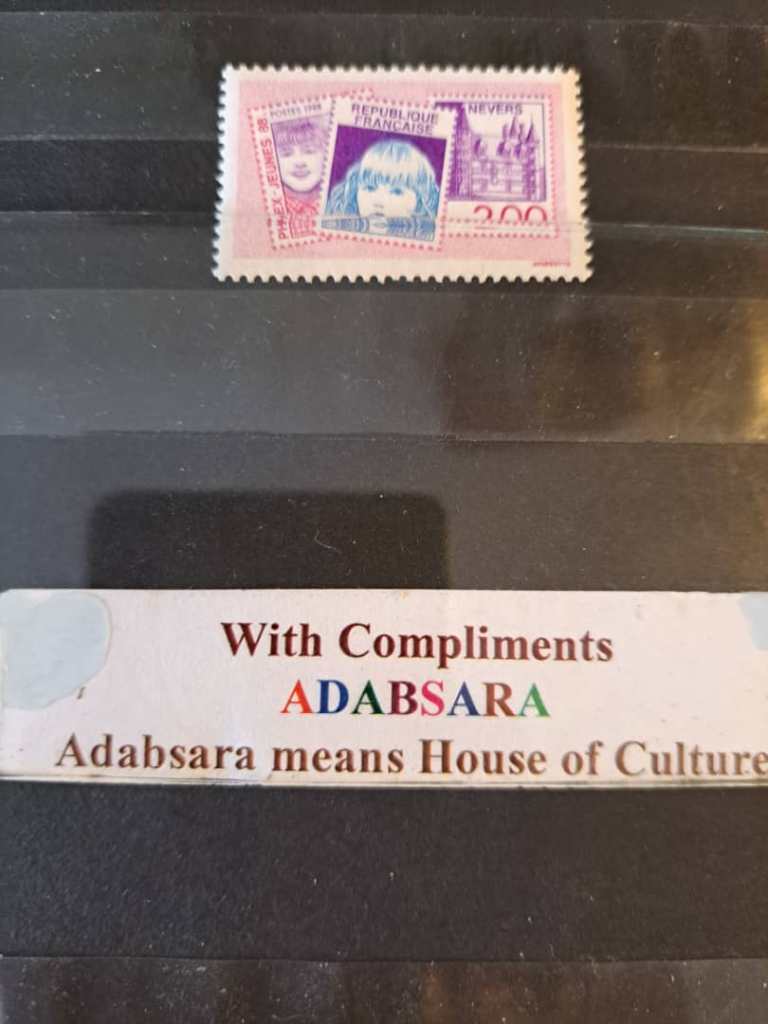 POSTES 1988
PHILEX-JEUNES 88
REPUBLIQUE
FRANÇAISE
NEVERS
2,00
With Compliments
ADABSARA
Adabsara means House of Culture